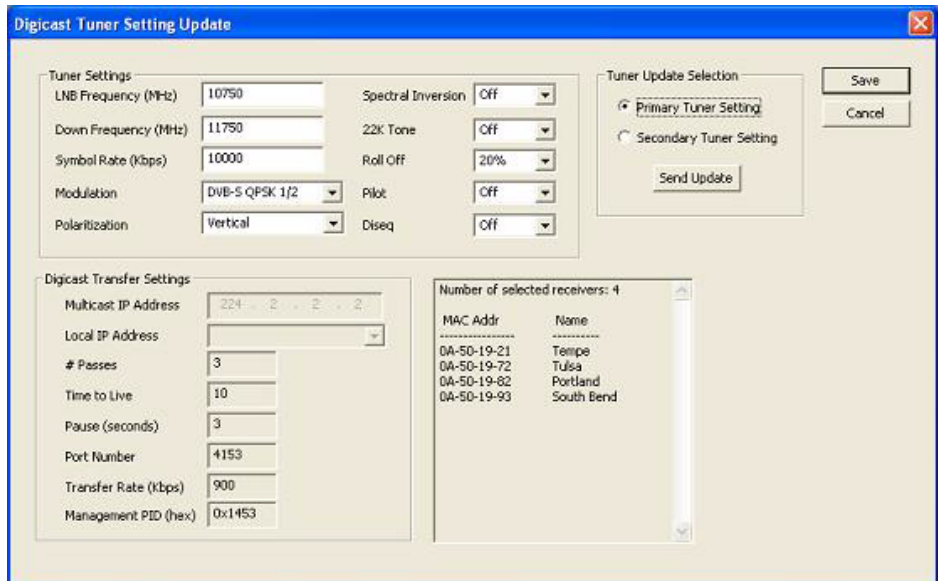 Digicast Tuner Setting Update
Tuner Settings
LNB Frequency (MHz) 10750 Spectral Inversion Off
Down Frequency (MHz) 11750 22K Tone Off
Symbol Rate (Kbps) 10000 Roll Off 20%
Modulation DVB-S QPSK 1/2 Pilot Off
Polaritization Vertical Diseq Off
Tuner Update Selection
Primary Tuner Setting
Secondary Tuner Setting
Send Update
Save
Cancel
Digicast Transfer Settings
Multicast IP Address 224 . 2 . 2 . 2
Local IP Address
# Passes 3
Time to Live 10
Pause (seconds) 3
Port Number 4153
Transfer Rate (Kbps) 900
Management PID (hex) 0x1453
Number of selected receivers: 4
MAC Addr Name
--------------- ----------
0A-50-19-21 Tempe
0A-50-19-72 Tulsa
0A-50-19-82 Portland
0A-50-19-93 South Bend